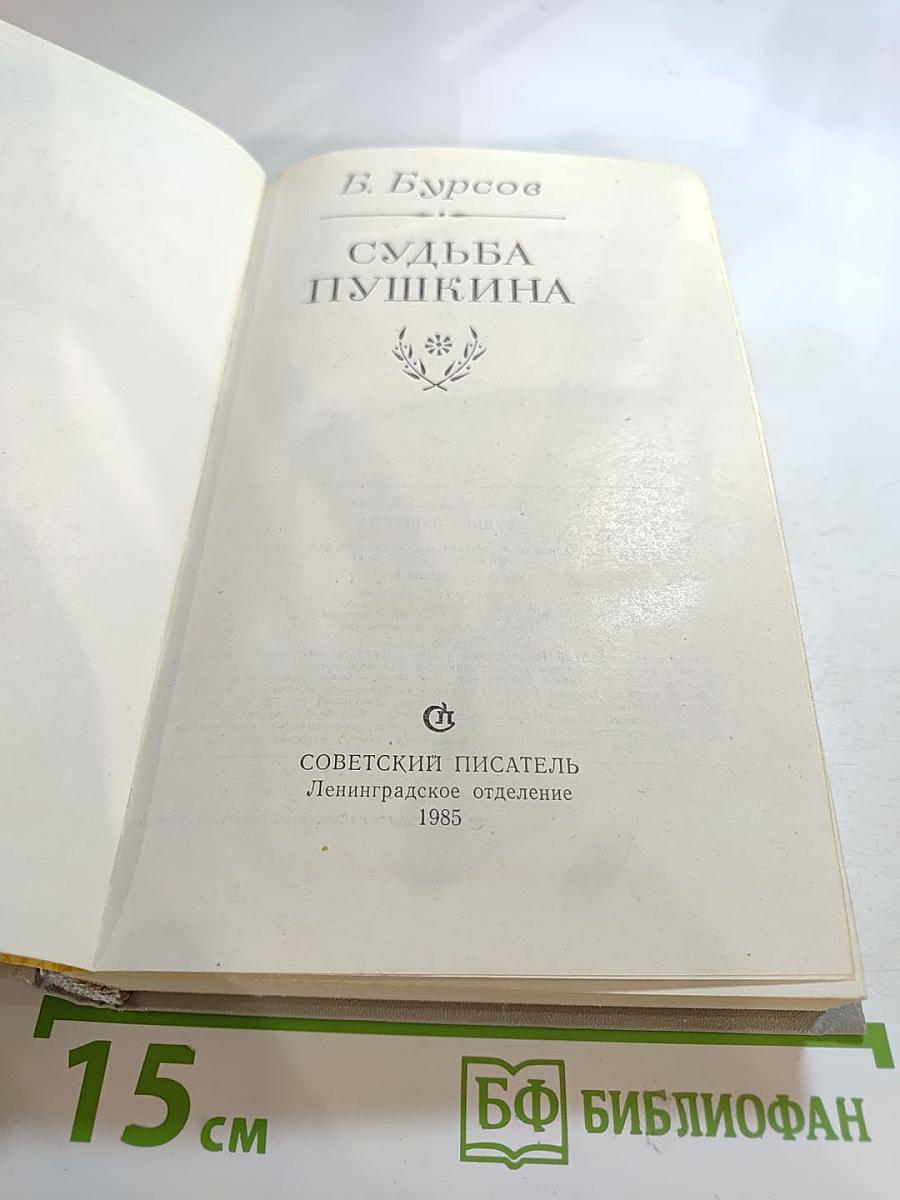 Б. Бурсов
СУДЬБА
ПУШКИНА
СП
СОВЕТСКИЙ ПИСАТЕЛЬ
Ленинградское отделение
1985
15 см
БФ БИБЛИОФАН